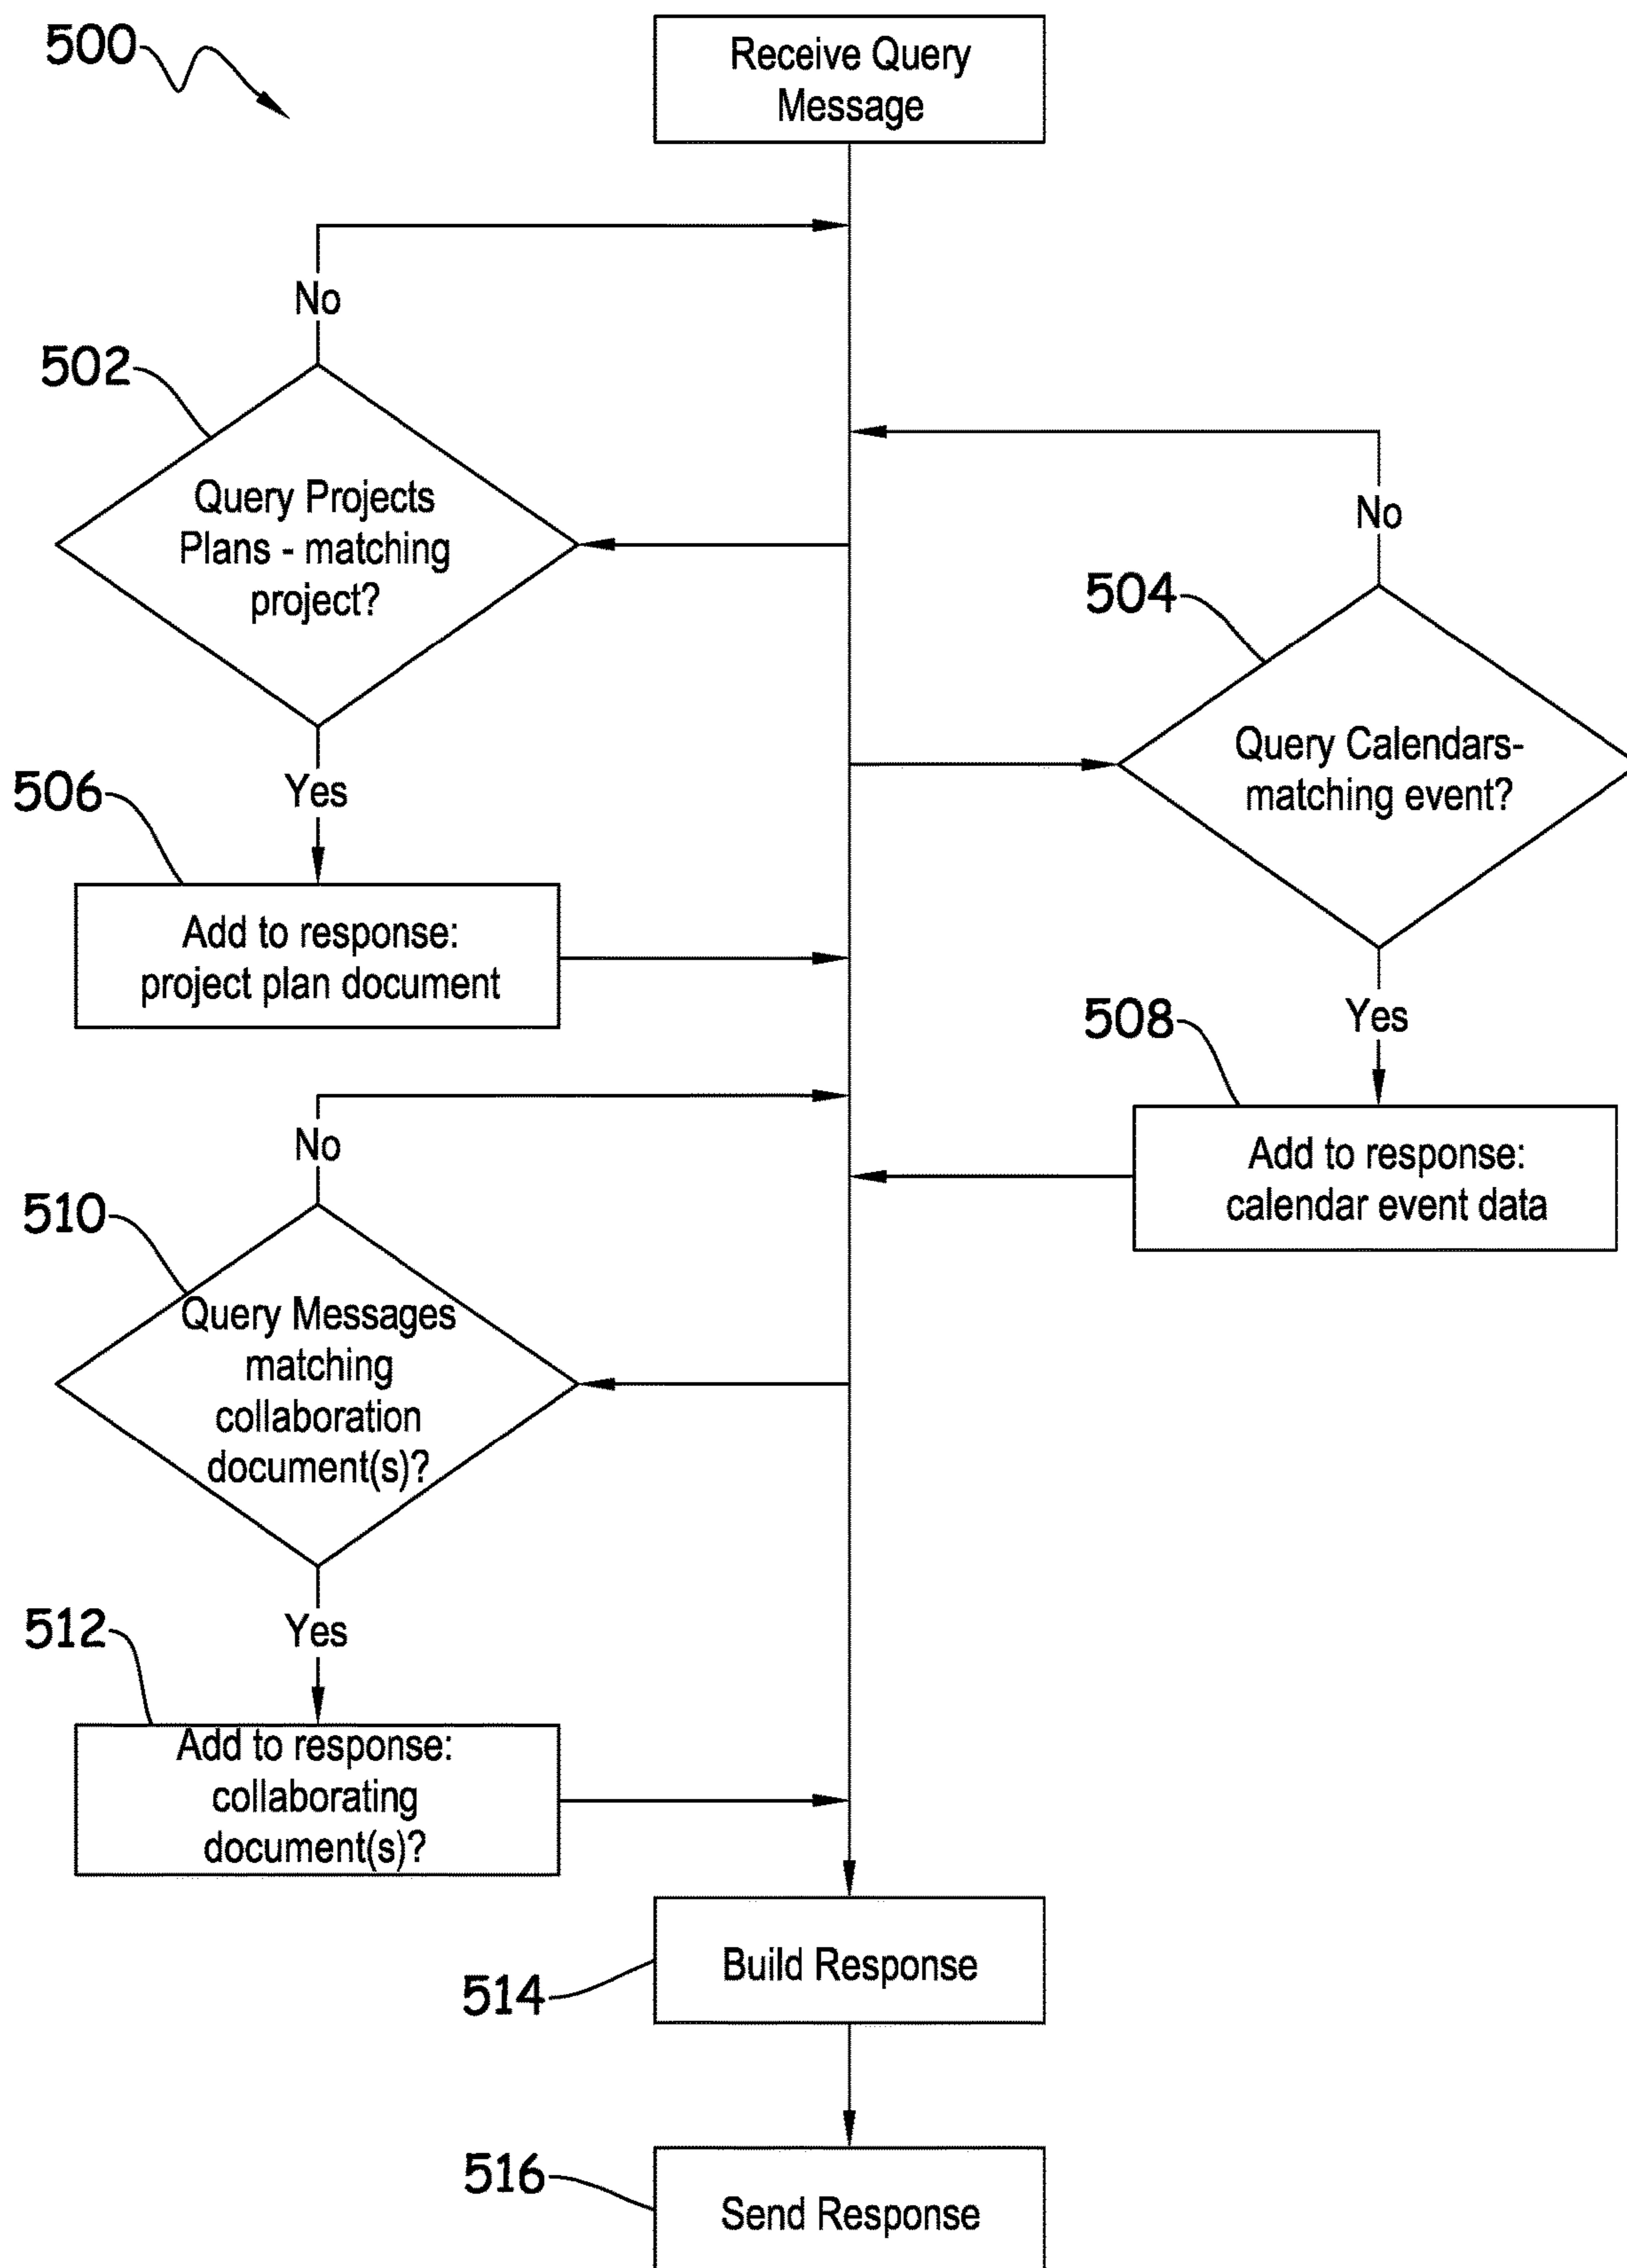 500
Receive Query
Message
No
502
Query Projects
Plans - matching
project?
No
504
Query Calendars-
matching event?
Yes
506
Add to response:
project plan document
Yes
508
Add to response:
calendar event data
No
510
Query Messages
matching
collaboration
document(s)?
Yes
512
Add to response:
collaborating
document(s)?
Build Response
514
516
Send Response